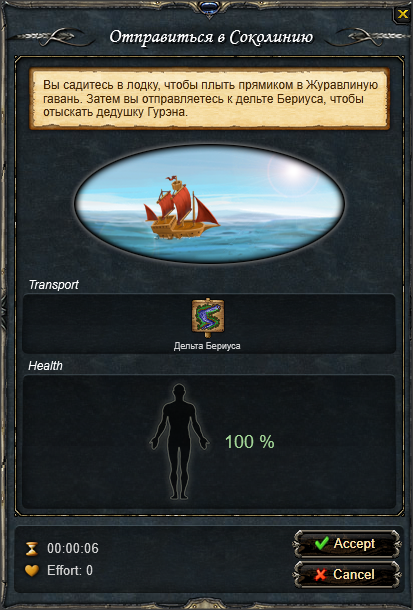 Отправиться в Соколинию
Вы садитесь в лодку, чтобы плыть прямиком в Журавлиную
гавань. Затем вы отправляетесь к дельте Бериуса, чтобы
отыскать дедушку Гурэна.
Transport
Дельта Бериуса
Health
100 %
00:00:06
Accept
Effort: 0
Cancel